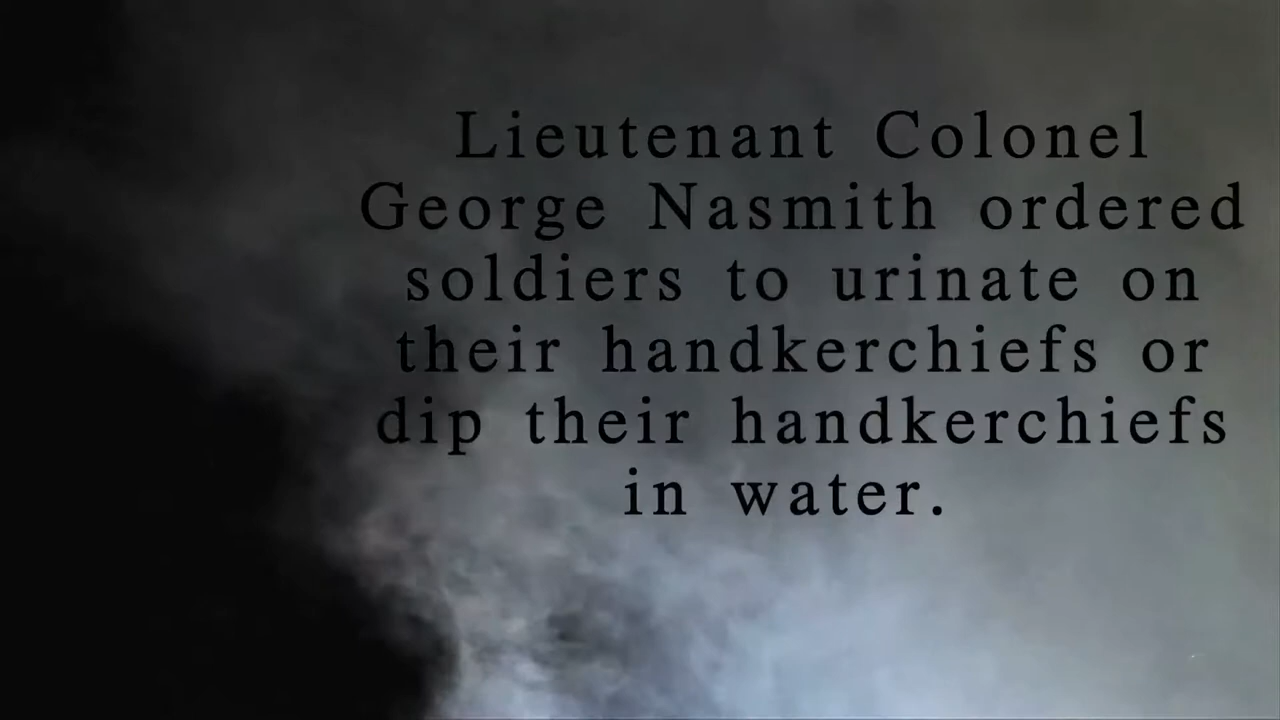 Lieutenant Colonel
George Nasmith ordered
soldiers to urinate on
their handkerchiefs or
dip their handkerchiefs
in water.